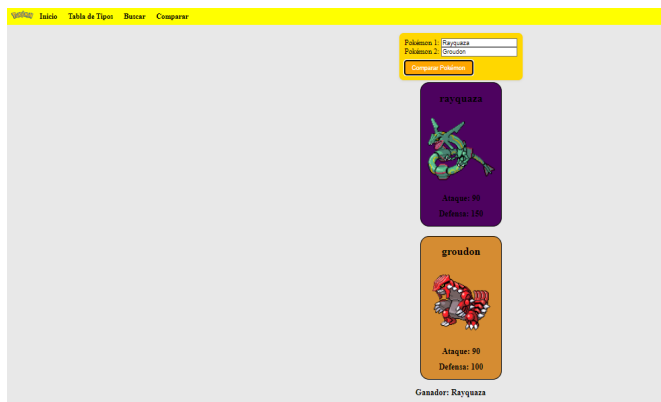 Pokémon Inicio Tabla de Tipos Buscar Comparar
Pokémon 1: Rayquaza
Pokémon 2: Groudon
Comparar Pokémon
rayquaza
Ataque: 90
Defensa: 150
groudon
Ataque: 90
Defensa: 100
Ganador: Rayquaza